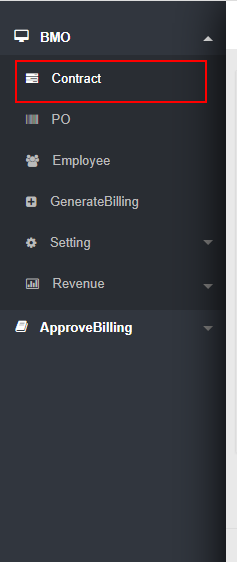 BMO
Contract
PO
Employee
GenerateBilling
Setting
Revenue
ApproveBilling